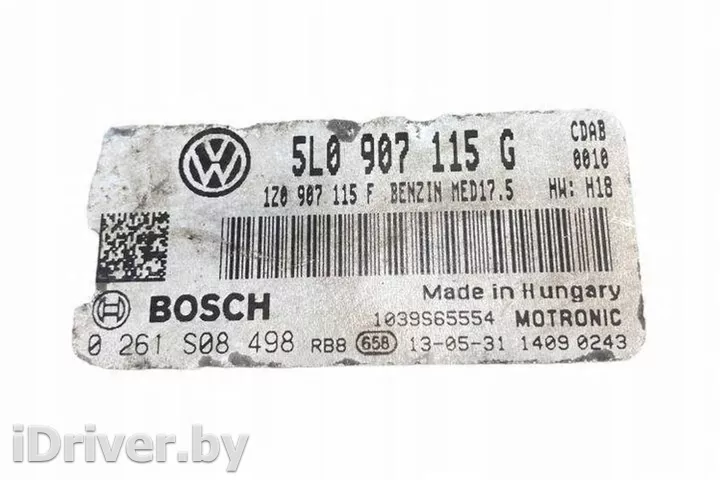 5L0 907 115 G
CDAB
0010
1Z0 907 115 F BENZIN MED17.5 HW: H18
BOSCH
Made in Hungary
1039S65554 MOTRONIC
0 261 S08 498 RB8 658 13-05-31 1409 0243
iDriver.by